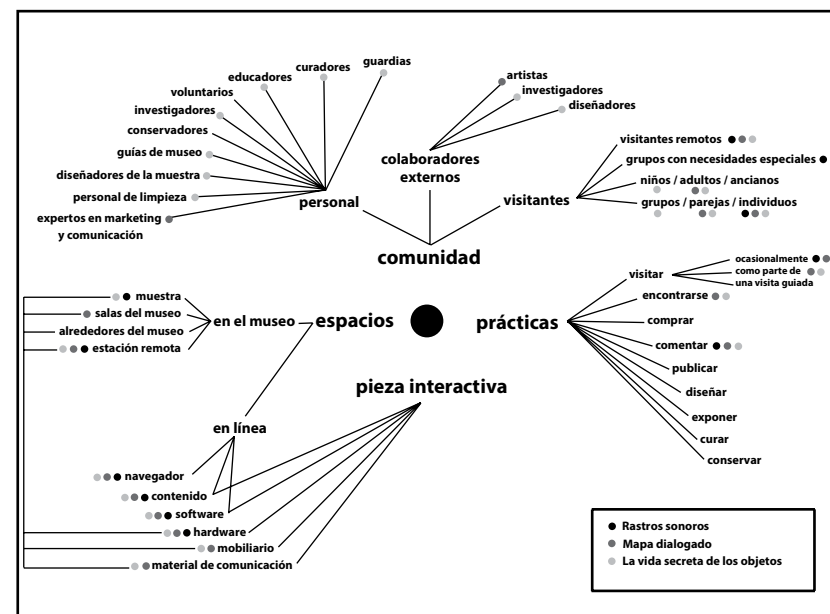 guardias
curadores
educadores
voluntarios
investigadores
conservadores
guías de museo
diseñadores de la muestra
personal de limpieza
expertos en marketing
y comunicación
personal
artistas
investigadores
diseñadores
colaboradores
externos
visitantes remotos
grupos con necesidades especiales
niños / adultos / ancianos
grupos / parejas / individuos
visitantes
comunidad
muestra
salas del museo
alrededores del museo
estación remota
en el museo
espacios
prácticas
visitar
ocasionalmente
como parte de
una visita guiada
encontrarse
comprar
comentar
publicar
diseñar
exponer
curar
conservar
pieza interactiva
en línea
navegador
contenido
software
hardware
mobiliario
material de comunicación
Rastros sonoros
Mapa dialogado
La vida secreta de los objetos